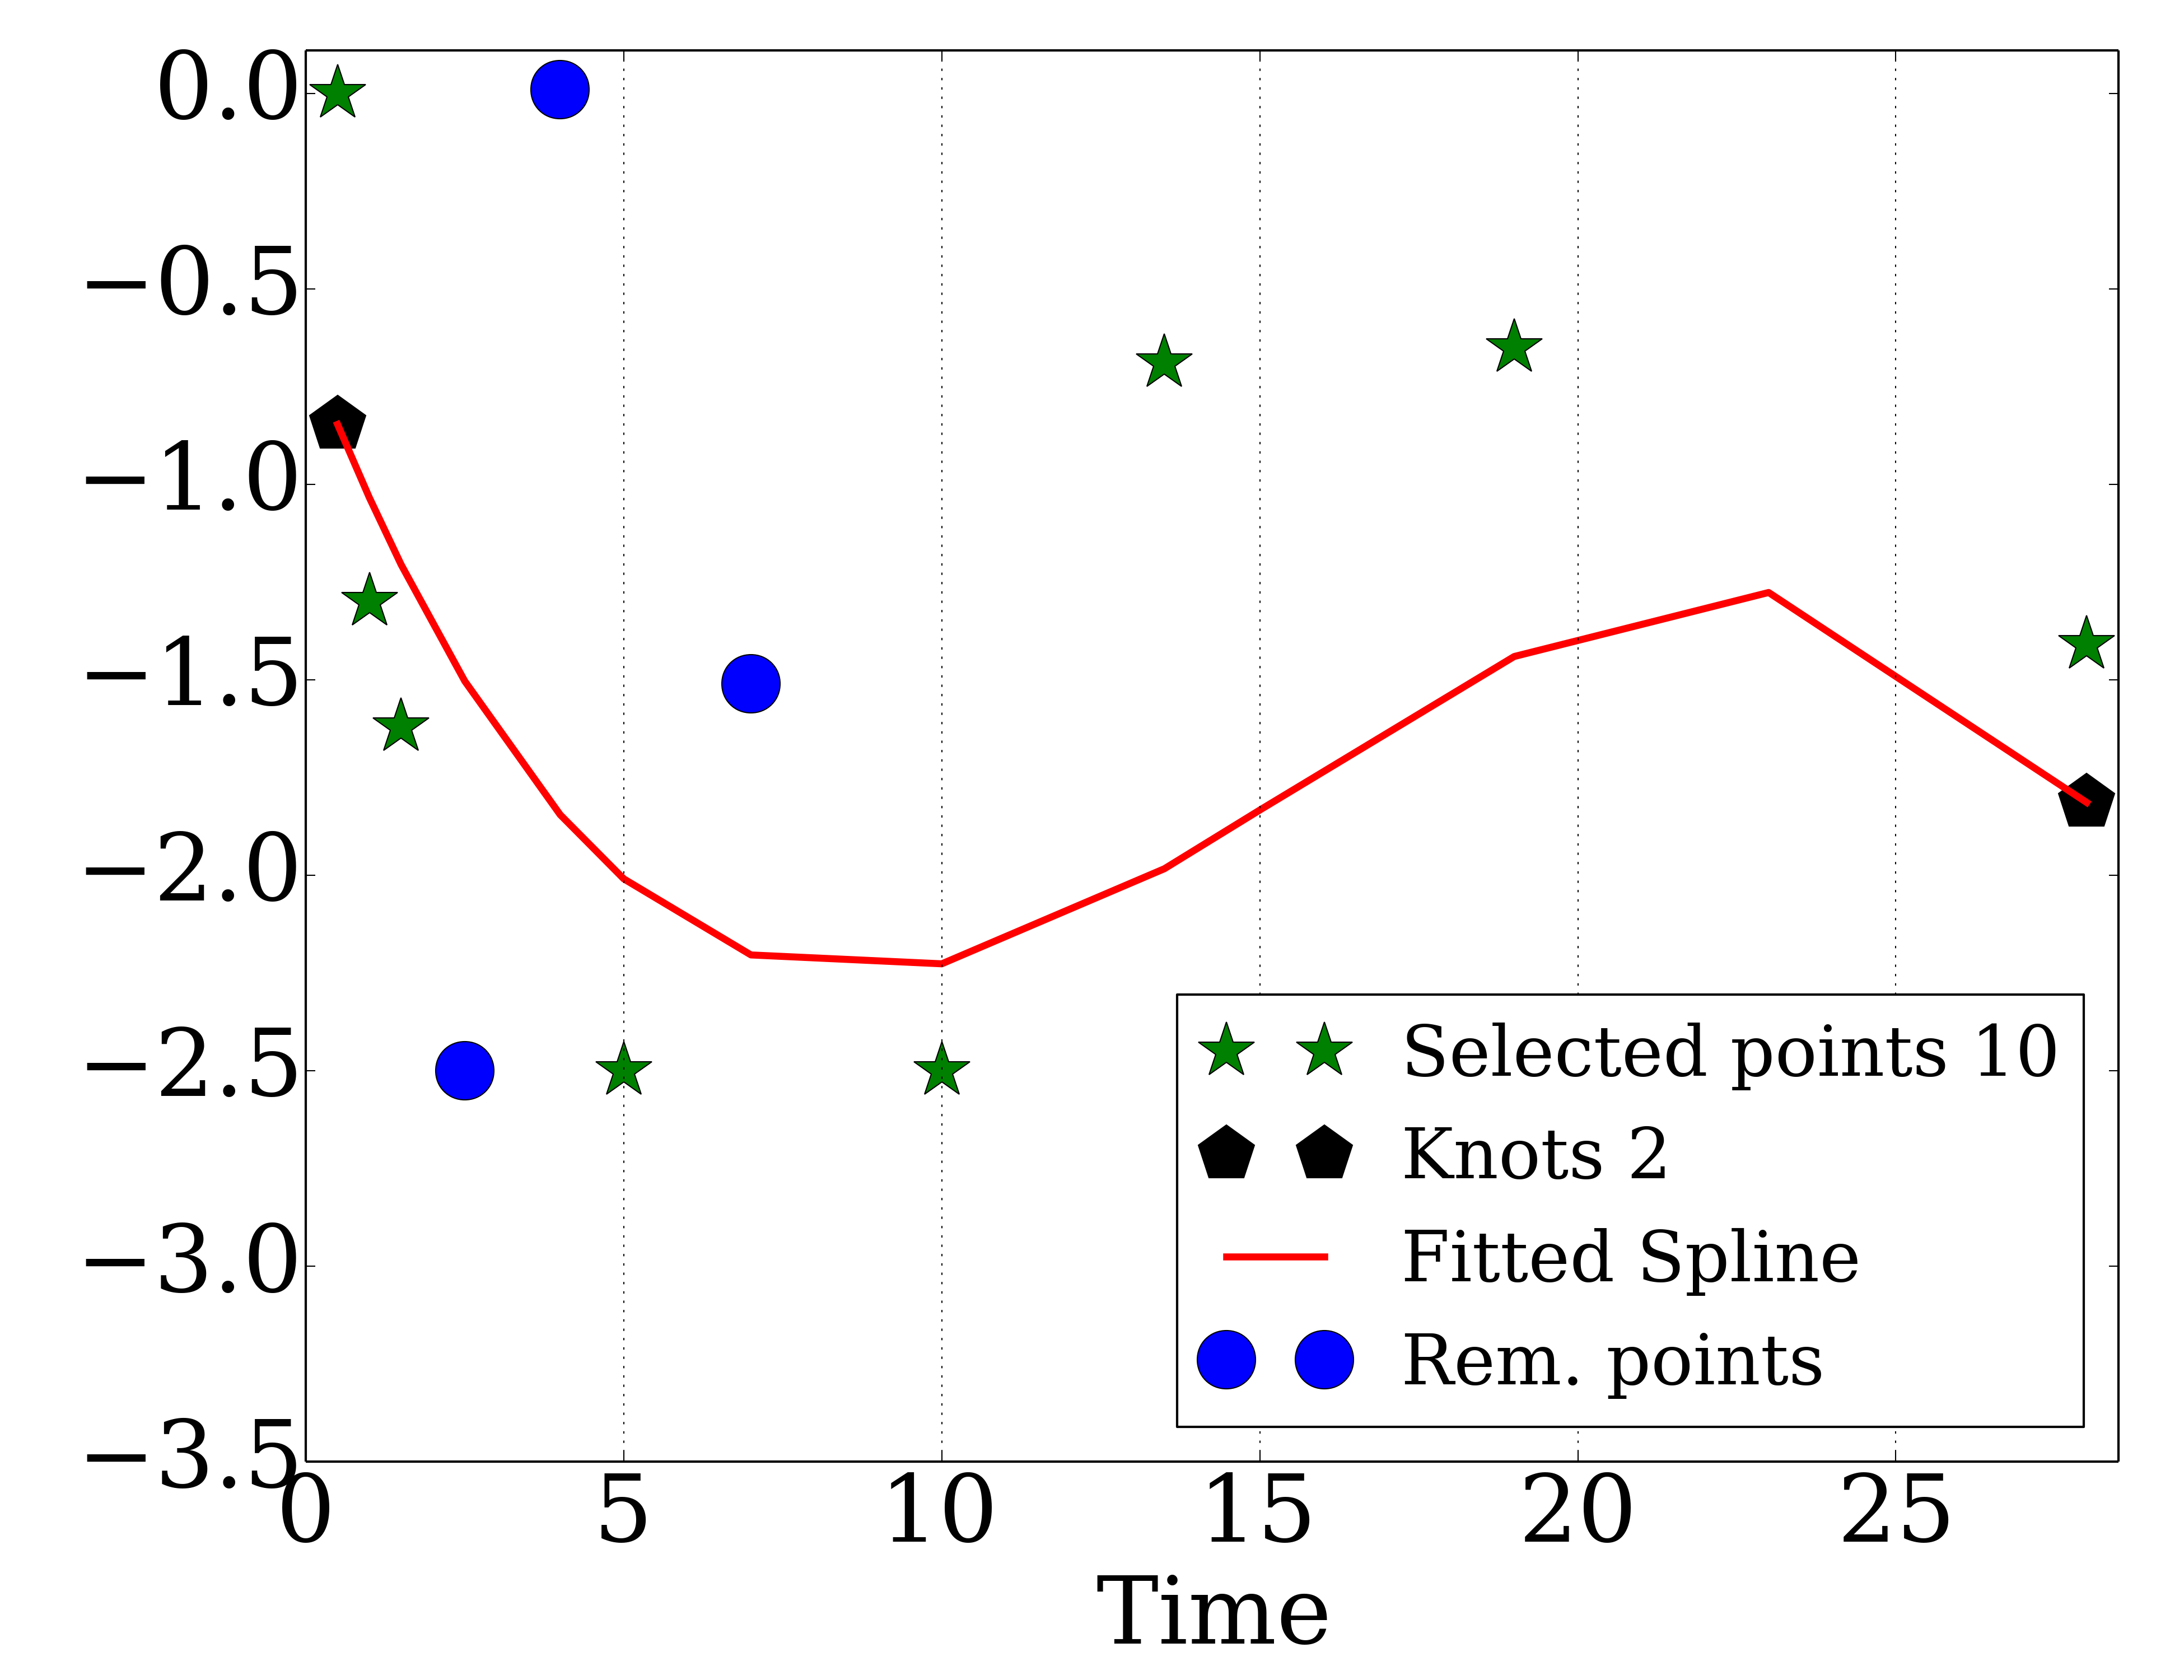 0.0
−0.5
−1.0
−1.5
−2.0
−2.5
−3.0
−3.5
0 5 10 15 20 25
Time
Selected points 10
Knots 2
Fitted Spline
Rem. points